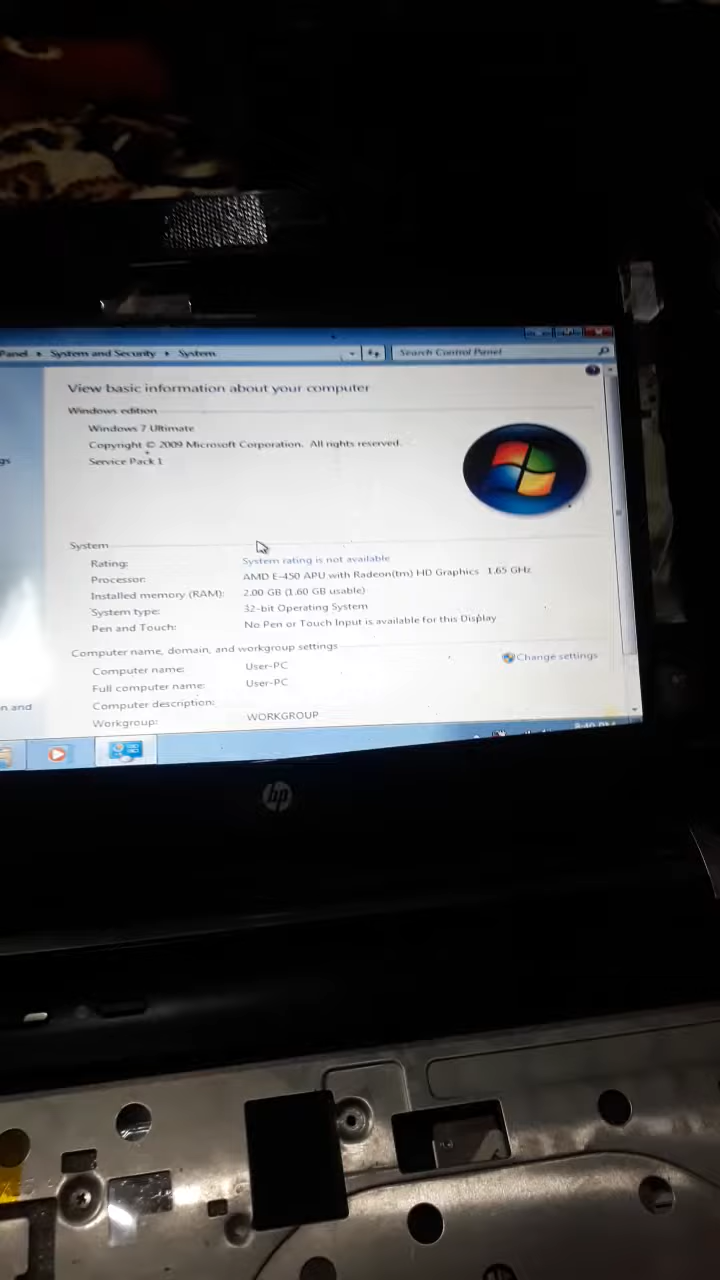 Panel ▸ System and Security ▸ System
Search Control Panel
View basic information about your computer
Windows edition
Windows 7 Ultimate
Copyright © 2009 Microsoft Corporation. All rights reserved.
Service Pack 1
System
Rating: System rating is not available
Processor: AMD E-450 APU with Radeon(tm) HD Graphics 1.65 GHz
Installed memory (RAM): 2.00 GB (1.60 GB usable)
System type: 32-bit Operating System
Pen and Touch: No Pen or Touch Input is available for this Display
Computer name, domain, and workgroup settings
Computer name: User-PC
Change settings
Full computer name: User-PC
Computer description:
Workgroup: WORKGROUP
gs
n and
hp